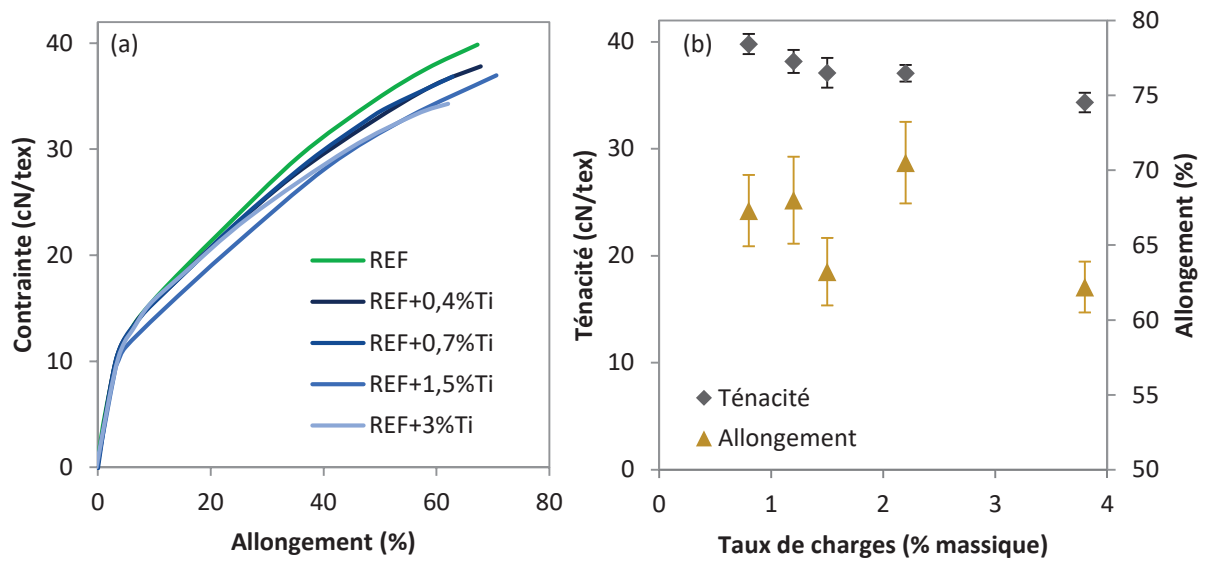 (a)
Contrainte (cN/tex)
40
30
20
10
0
REF
REF+0,4%Ti
REF+0,7%Ti
REF+1,5%Ti
REF+3%Ti
0 20 40 60 80
Allongement (%)
(b)
Ténacité (cN/tex)
40
30
20
10
0
Ténacité
Allongement
0 1 2 3 4
Taux de charges (% massique)
80
75
70
65
60
55
50
Allongement (%)